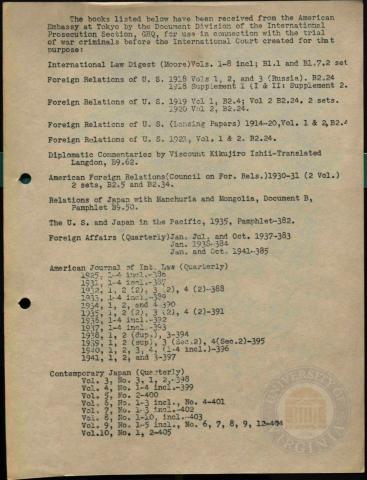 The books listed below have been received from the American
Embassy at Tokyo by the Document Division of the International
Prosecution Section, GHQ, for use in connection with the trial
of war criminals before the International Court created for that
purpose:
International Law Digest (Moore)Vols. 1-8 incl; B1.1 and B1.7.2 set
Foreign Relations of U. S. 1918 Vols 1, 2, and 3 (Russia). B2.24
1918 Supplement I (I & II: Supplement 2.
Foreign Relations of U. S. 1919 Vol 1, B2.4; Vol 2 B2.24. 2 sets.
1920 Vol 2, B2.24.
Foreign Relations of U. S. (Lansing Papers) 1914-20,Vol. 1 & 2,B2.4
Foreign Relations of U. S. 1923, Vol. 1 & 2. B2.24.
Diplomatic Commentaries by Viscount Kikujiro Ishii-Translated
Langdon, B9.62.
American Foreign Relations(Council on For. Rels.)1930-31 (2 Vol.)
2 sets, B2.5 and B2.34.
Relations of Japan with Manchuria and Mongolia, Document B,
Pamphlet B9.50.
The U. S. and Japan in the Pacific, 1935, Pamphlet-382.
Foreign Affairs (Quarterly)Jan. Jul. and Oct. 1937-383
Jan. 1938-384
Jan. and Oct. 1941-385
American Journal of Int. Law (Quarterly)
1925, 1-4 incl.-386
1931, 1-4 incl.-387
1932, 1, 2 (2), 3 (2), 4 (2)-388
1933, 1-4 incl.-389
1934, 1, 2, and 4-390
1935, 1, 2 (2), 3 (2), 4 (2)-391
1936, 1-4 incl.-392
1937, 1-4 incl.-393
1938, 1, 2 (dup.), 3-394
1939, 1, 2 (sup), 3 (Sec.2), 4(Sec.2)-395
1940, 1, 2, 3, 4, (1-4 incl.)-396
1941, 1, 2, and 3-397
Contemporary Japan (Quarterly)
Vol. 3, No. 3, 1, 2,-398
Vol. 4, No. 1-4 incl-399
Vol. 5, No. 2-400
Vol. 6, No. 1-3 incl., No. 4-401
Vol. 7, No. 1-3 incl.-402
Vol. 8, No. 1-10, incl.-403
Vol. 9, No. 1-5 incl., No. 6, 7, 8, 9, 12-404
Vol.10, No. 1, 2-405
UNIVERSITY
VIRGINIA